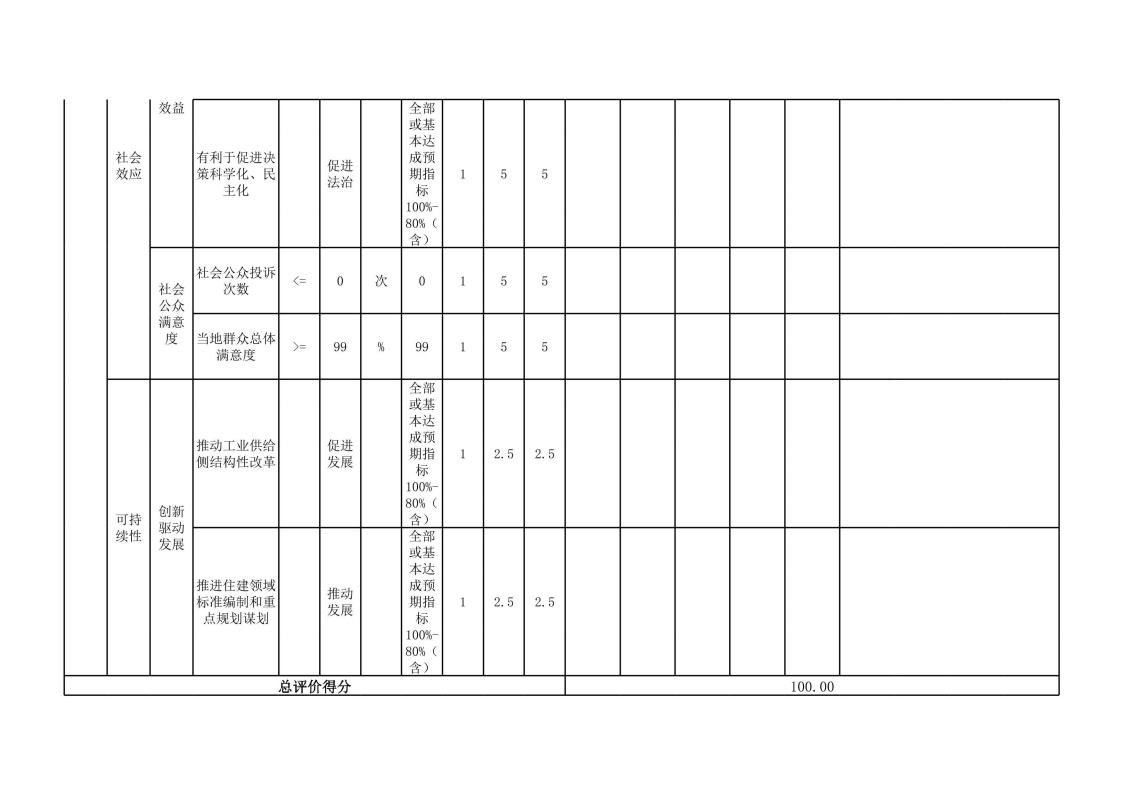 效益
社会
效应
有利于促进决
策科学化、民
主化
促进
法治
全部
或基
本达
成预
期指
标
100%-
80%（
含）
1
5
5
社会
公众
满意
度
社会公众投诉
次数
<=
0
次
0
1
5
5
当地群众总体
满意度
>=
99
%
99
1
5
5
可持
续性
创新
驱动
发展
推动工业供给
侧结构性改革
促进
发展
全部
或基
本达
成预
期指
标
100%-
80%（
含）
1
2.5
2.5
推进住建领域
标准编制和重
点规划谋划
推动
发展
全部
或基
本达
成预
期指
标
100%-
80%（
含）
1
2.5
2.5
总评价得分
100.00